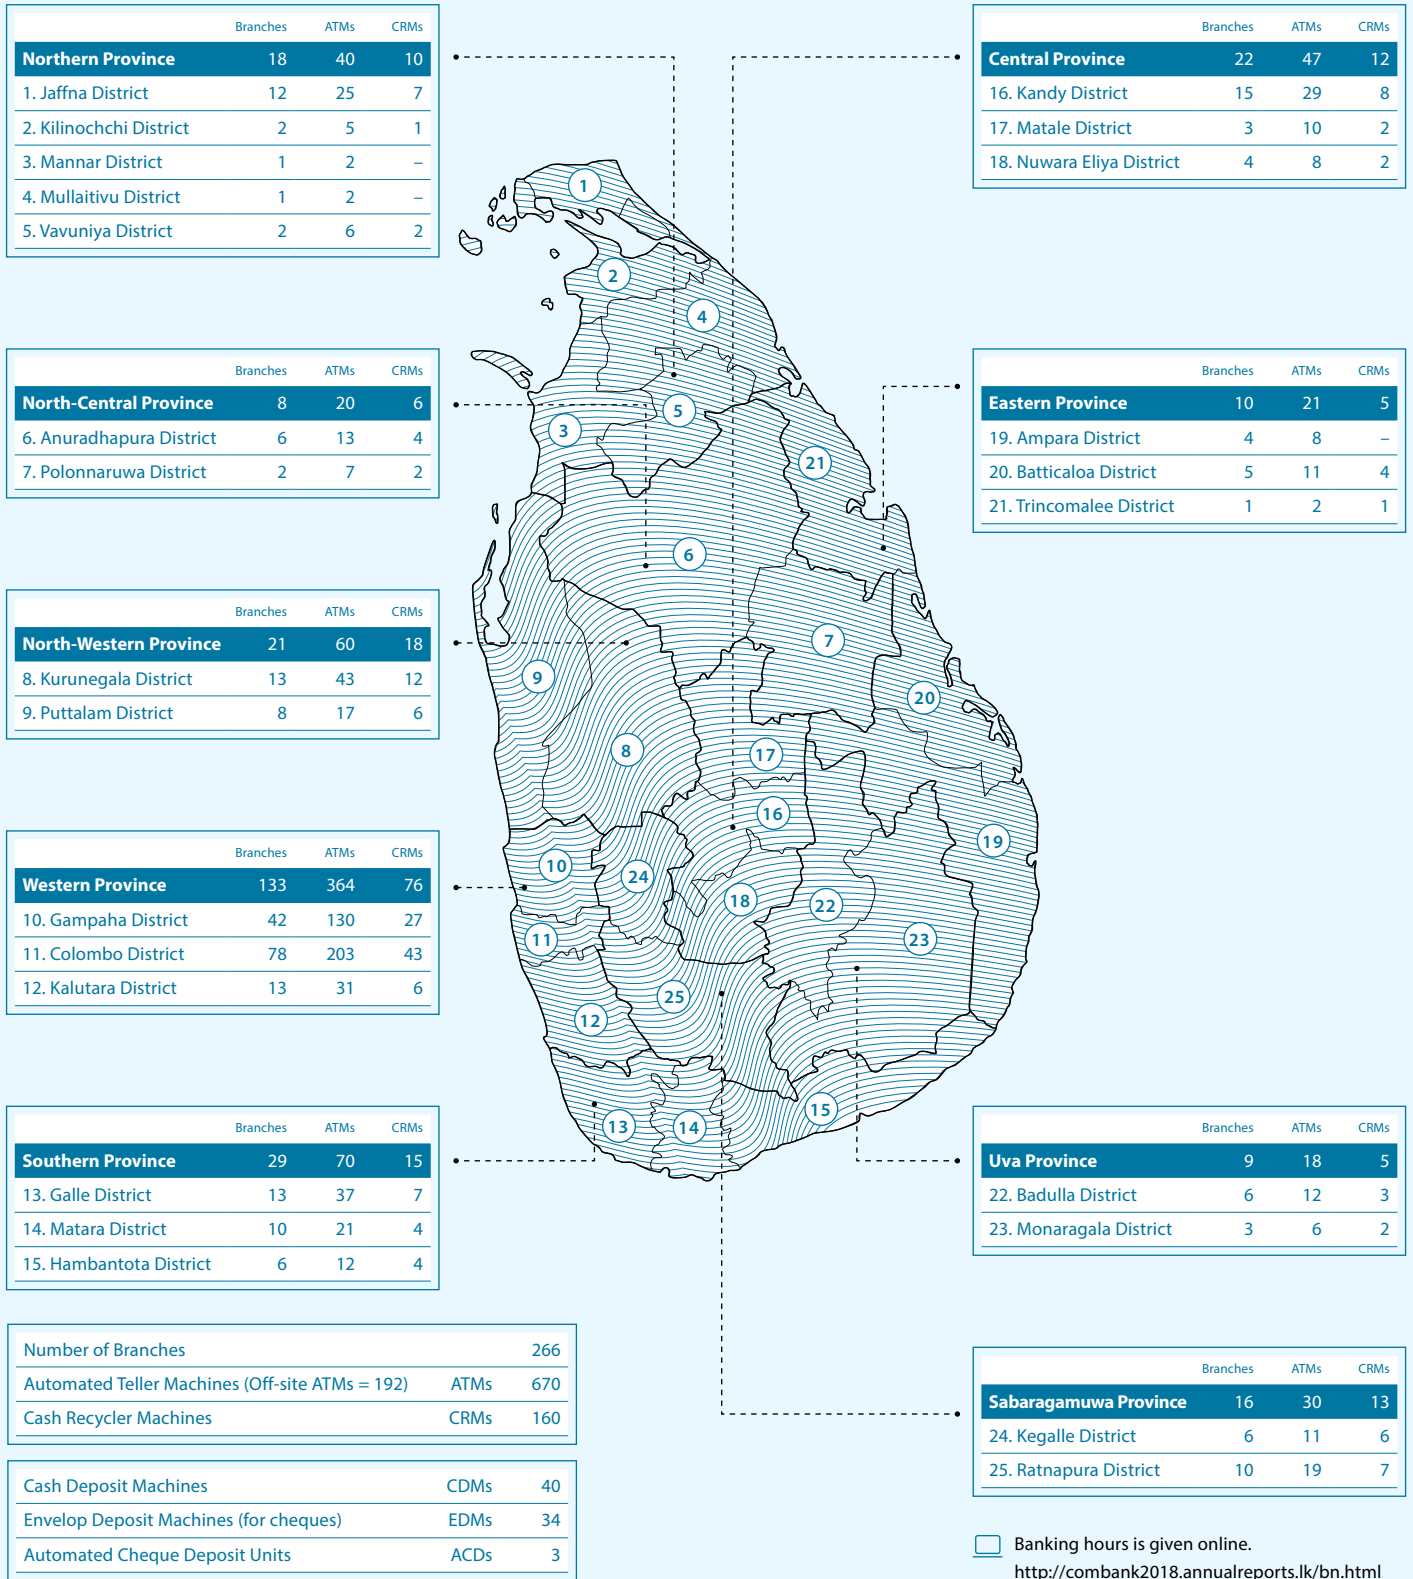 Branches ATMs CRMs
Northern Province 18 40 10
1. Jaffna District 12 25 7
2. Kilinochchi District 2 5 1
3. Mannar District 1 2 –
4. Mullaitivu District 1 2 –
5. Vavuniya District 2 6 2
Branches ATMs CRMs
North-Central Province 8 20 6
6. Anuradhapura District 6 13 4
7. Polonnaruwa District 2 7 2
Branches ATMs CRMs
North-Western Province 21 60 18
8. Kurunegala District 13 43 12
9. Puttalam District 8 17 6
Branches ATMs CRMs
Western Province 133 364 76
10. Gampaha District 42 130 27
11. Colombo District 78 203 43
12. Kalutara District 13 31 6
Branches ATMs CRMs
Southern Province 29 70 15
13. Galle District 13 37 7
14. Matara District 10 21 4
15. Hambantota District 6 12 4
Number of Branches 266
Automated Teller Machines (Off-site ATMs = 192) ATMs 670
Cash Recycler Machines CRMs 160
Cash Deposit Machines CDMs 40
Envelop Deposit Machines (for cheques) EDMs 34
Automated Cheque Deposit Units ACDs 3
1
2
4
5
3
21
6
7
9
20
8
17
16
19
10
24
18
22
11
23
25
12
15
13
14
Branches ATMs CRMs
Central Province 22 47 12
16. Kandy District 15 29 8
17. Matale District 3 10 2
18. Nuwara Eliya District 4 8 2
Branches ATMs CRMs
Eastern Province 10 21 5
19. Ampara District 4 8 –
20. Batticaloa District 5 11 4
21. Trincomalee District 1 2 1
Branches ATMs CRMs
Uva Province 9 18 5
22. Badulla District 6 12 3
23. Monaragala District 3 6 2
Branches ATMs CRMs
Sabaragamuwa Province 16 30 13
24. Kegalle District 6 11 6
25. Ratnapura District 10 19 7
Banking hours is given online.
http://combank2018.annualreports.lk/bn.html